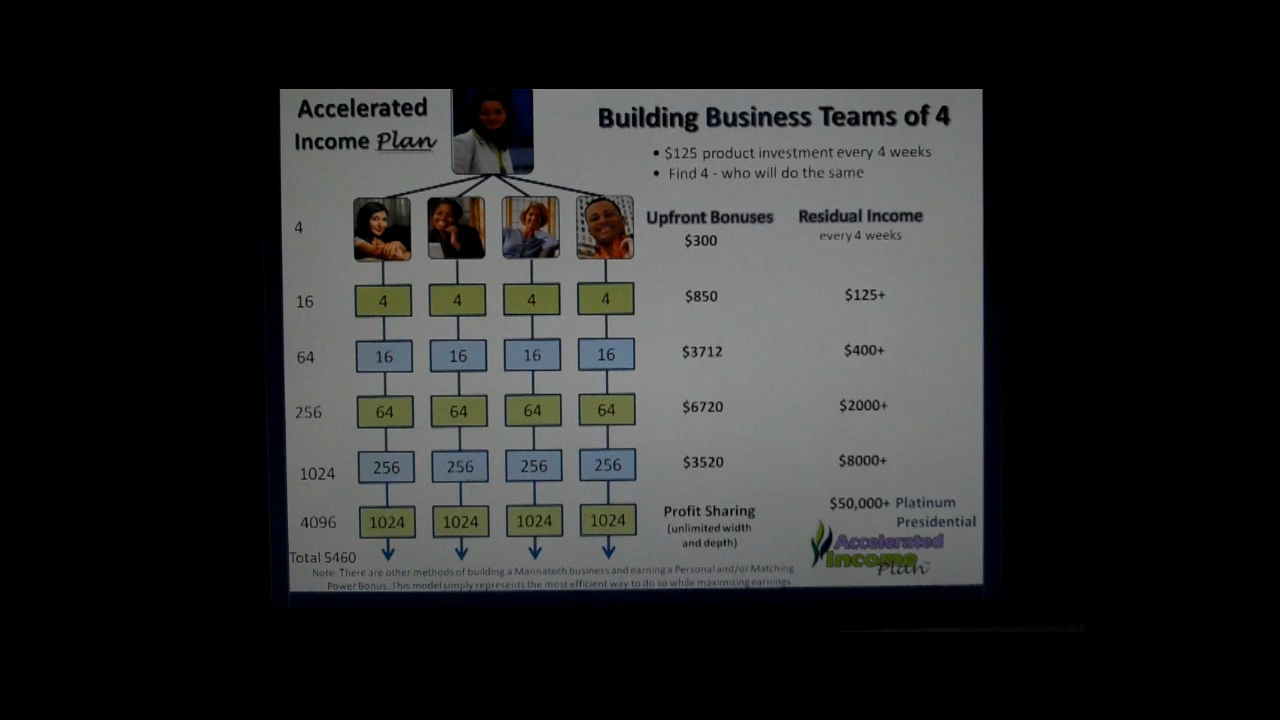 Accelerated
Income Plan
Building Business Teams of 4
• $125 product investment every 4 weeks
• Find 4 - who will do the same
Upfront Bonuses Residual Income
every 4 weeks
4 $300
16 4 4 4 4 $850 $125+
64 16 16 16 16 $3712 $400+
256 64 64 64 64 $6720 $2000+
1024 256 256 256 256 $3520 $8000+
4096 1024 1024 1024 1024 Profit Sharing $50,000+ Platinum
(unlimited width Presidential
and depth)
Total 5460
Accelerated
Income
Plan
Note: There are other methods of building a Mannatech business and earning a Personal and/or Matching
Power Bonus. This model simply represents the most efficient way to do so while maximizing earnings.